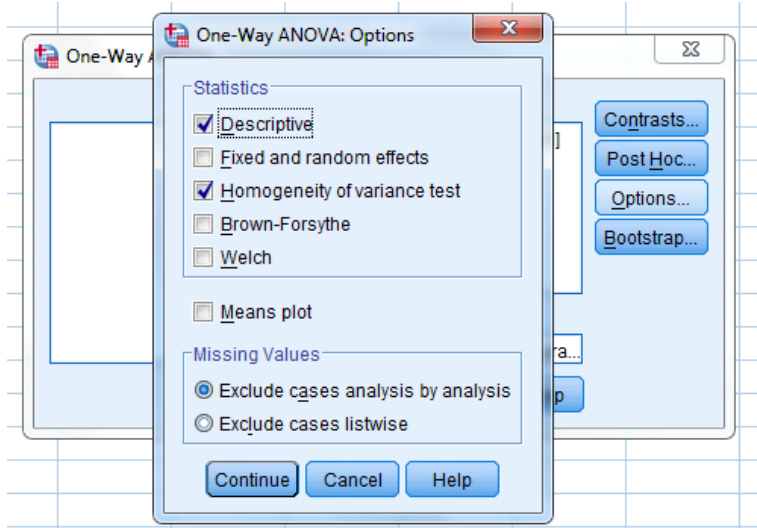 One-Way ANOVA: Options
One-Way
Statistics
Descriptive
Fixed and random effects
Homogeneity of variance test
Brown-Forsythe
Welch
Means plot
Missing Values
Exclude cases analysis by analysis
Exclude cases listwise
Continue Cancel Help
]
Contrasts...
Post Hoc...
Options...
Bootstrap...
ra...
p